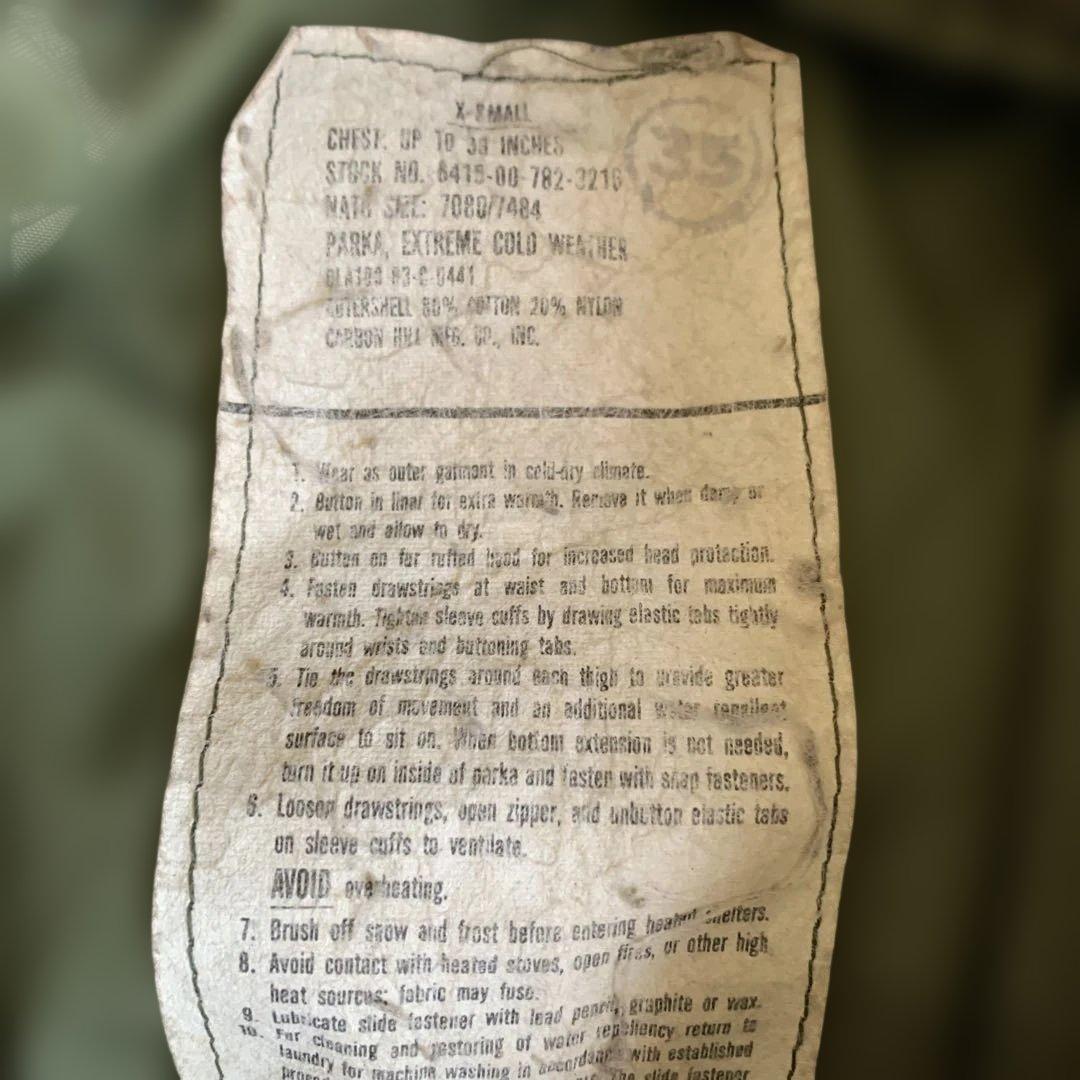 X-SMALL
35
CHEST: UP TO 33 INCHES
STOCK NO. 8415-00-782-3216
NATO SIZE: 7080/7484
PARKA, EXTREME COLD WEATHER
DLA100-83-C-0441
OUTERSHELL 80% COTTON 20% NYLON
CARBON HILL MFG. CO., INC.
1. Wear as outer garment in cold-dry climate.
2. Button in liner for extra warmth. Remove it when damp or
wet and allow to dry.
3. Button on fur ruffed hood for increased head protection.
4. Fasten drawstrings at waist and bottom for maximum
warmth. Tighten sleeve cuffs by drawing elastic tabs tightly
around wrists and buttoning tabs.
5. Tie the drawstrings around each thigh to provide greater
freedom of movement and an additional water repellent
surface to sit on. When bottom extension is not needed,
turn it up on inside of parka and fasten with snap fasteners.
6. Loosen drawstrings, open zipper, and unbutton elastic tabs
on sleeve cuffs to ventilate.
AVOID overheating.
7. Brush off snow and frost before entering heated shelters.
8. Avoid contact with heated stoves, open fires, or other high
heat sources; fabric may fuse.
9. Lubricate slide fastener with lead pencil, graphite or wax.
10. For cleaning and restoring of water repellency return to
laundry for machine washing in accordance with established
the slide fastener